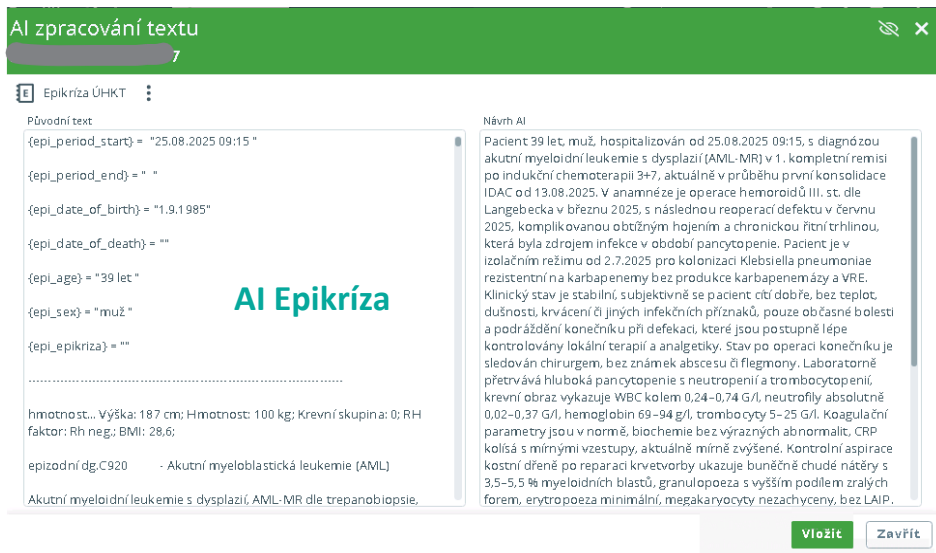 AI zpracování textu
7
Epikríza ÚHKT
Původní text
{epi_period_start} = "25.08.2025 09:15 "
{epi_period_end} = " "
{epi_date_of_birth} = "1.9.1985"
{epi_date_of_death} = ""
{epi_age} = "39 let "
{epi_sex} = "muž "
{epi_epikriza} = ""
--------------------------------------------------------------------------------
hmotnost... Výška: 187 cm; Hmotnost: 100 kg; Krevní skupina: 0; RH
faktor: Rh neg.; BMI: 28,6;
epizodní dg.C920 - Akutní myeloblastická leukemie [AML]
Akutní myeloidní leukemie s dysplazií, AML-MR dle trepanobiopsie,
AI Epikríza
Návrh AI
Pacient 39 let, muž, hospitalizován od 25.08.2025 09:15, s diagnózou
akutní myeloidní leukemie s dysplazií [AML-MR) v 1. kompletní remisi
po indukční chemoterapii 3+7, aktuálně v průběhu první konsolidace
IDAC od 13.08.2025. V anamnéze je operace hemoroidů III. st. dle
Langebecka v březnu 2025, s následnou reoperací defektu v červnu
2025, komplikovanou obtížným hojením a chronickou řitní trhlinou,
která byla zdrojem infekce v období pancytopenie. Pacient je v
izolačním režimu od 2.7.2025 pro kolonizaci Klebsiella pneumoniae
rezistentní na karbapenemy bez produkce karbapenemázy a VRE.
Klinický stav je stabilní, subjektivně se pacient cítí dobře, bez teplot,
dušnosti, krvácení či jiných infekčních příznaků, pouze občasné bolesti
a podráždění konečníku při defekaci, které jsou postupně lépe
kontrolovány lokální terapií a analgetiky. Stav po operaci konečníku je
sledován chirurgem, bez známek abscesu či flegmony. Laboratorně
přetrvává hluboká pancytopenie s neutropenií a trombocytopenií,
krevní obraz vykazuje WBC kolem 0,24–0,74 G/l, neutrofily absolutně
0,02–0,37 G/l, hemoglobin 69–94 g/l, trombocyty 5–25 G/l. Koagulační
parametry jsou v normě, biochemie bez výrazných abnormalit, CRP
kolísá s mírnými vzestupy, aktuálně mírně zvýšené. Kontrolní aspirace
kostní dřeně po reparaci krvetvorby ukazuje buněčně chudé nátěry s
3,5–5,5 % myeloidních blastů, granulopoeza s vyšším podílem zralých
forem, erytropoeza minimální, megakaryocyty nezachyceny, bez LAIP.
Vložit
Zavřít